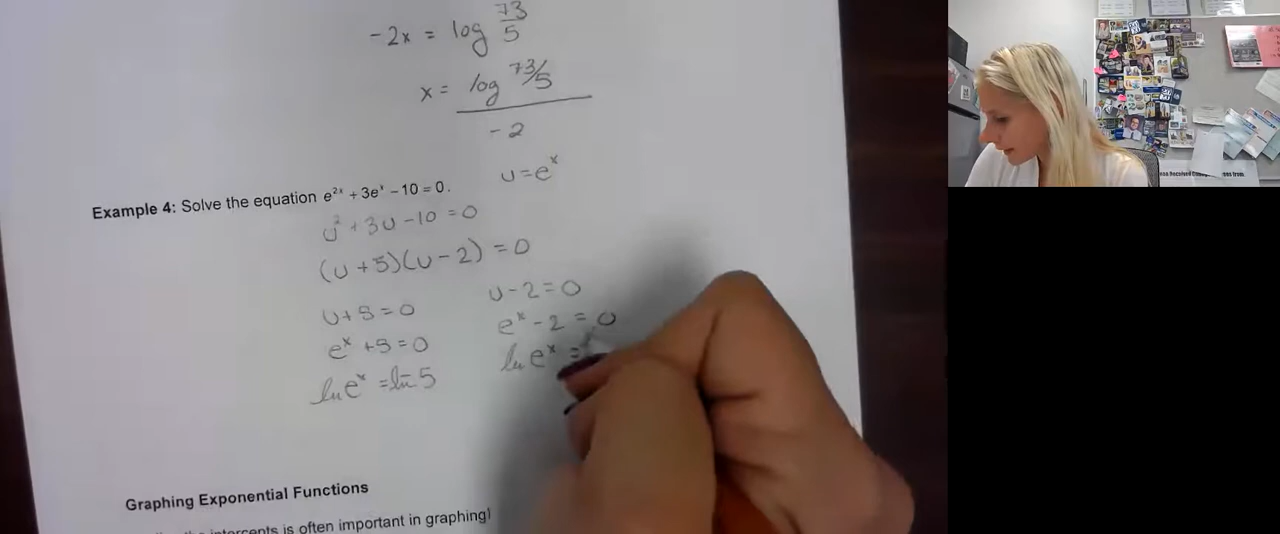 -2x = log 73/5
x = log 73/5
-2
u = e^x
Example 4: Solve the equation e^{2x} + 3e^x - 10 = 0.
u^2 + 3u - 10 = 0
(u + 5)(u - 2) = 0
u + 5 = 0 u - 2 = 0
e^x + 5 = 0 e^x - 2 = 0
ln e^x = ln -5 ln e^x =
Graphing Exponential Functions
intercepts is often important in graphing!